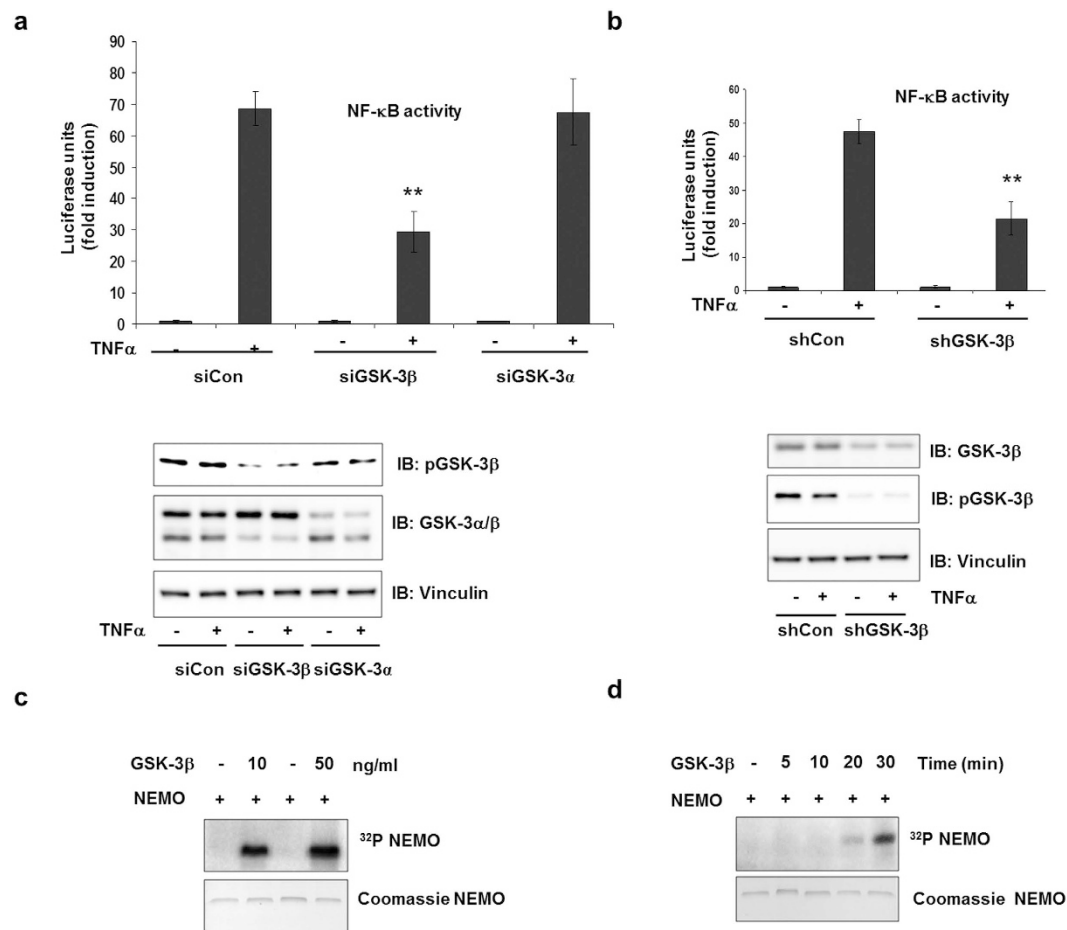 a
90
80
70
60
50
40
30
20
10
0
Luciferase units
(fold induction)
NF-κB activity
**
TNFα - + - + - +
siCon siGSK-3β siGSK-3α
IB: pGSK-3β
IB: GSK-3α/β
IB: Vinculin
TNFα - + - + - +
siCon siGSK-3β siGSK-3α
b
60
50
40
30
20
10
0
Luciferase units
(fold induction)
NF-κB activity
**
TNFα - + - +
shCon shGSK-3β
IB: GSK-3β
IB: pGSK-3β
IB: Vinculin
- + - + TNFα
shCon shGSK-3β
c
GSK-3β - 10 - 50 ng/ml
NEMO + + + +
32P NEMO
Coomassie NEMO
d
GSK-3β - 5 10 20 30 Time (min)
NEMO + + + + +
32P NEMO
Coomassie NEMO